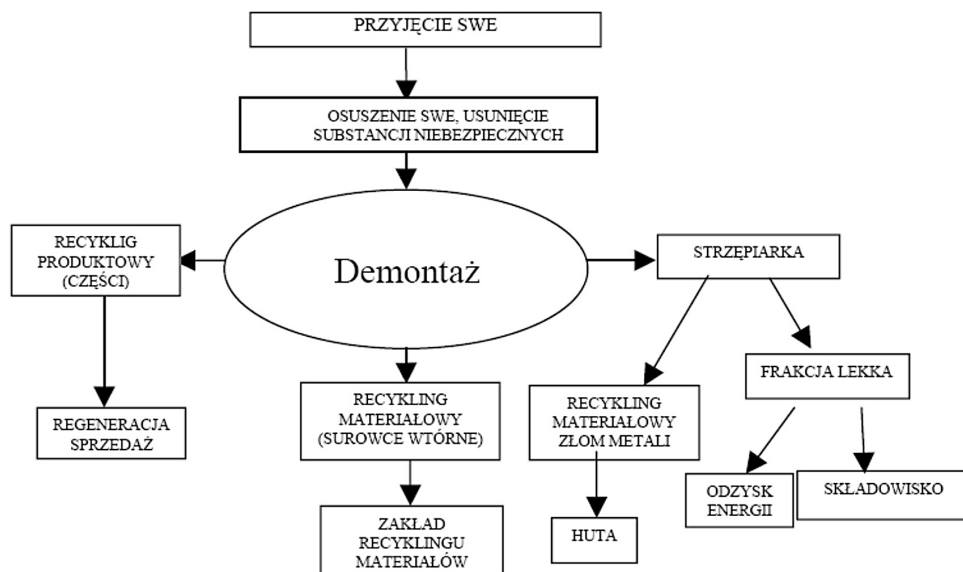 PRZYJĘCIE SWE
OSUSZENIE SWE, USUNIĘCIE
SUBSTANCJI NIEBEZPIECZNYCH
Demontaż
RECYKLIG
PRODUKTOWY
(CZĘŚCI)
STRZĘPIARKA
FRAKCJA LEKKA
RECYKLING
MATERIAŁOWY
(SUROWCE WTÓRNE)
RECYKLING
MATERIAŁOWY
ZŁOM METALI
REGENERACJA
SPRZEDAŻ
ODZYSK
ENERGII
SKŁADOWISKO
ZAKŁAD
RECYKLINGU
MATERIAŁÓW
HUTA